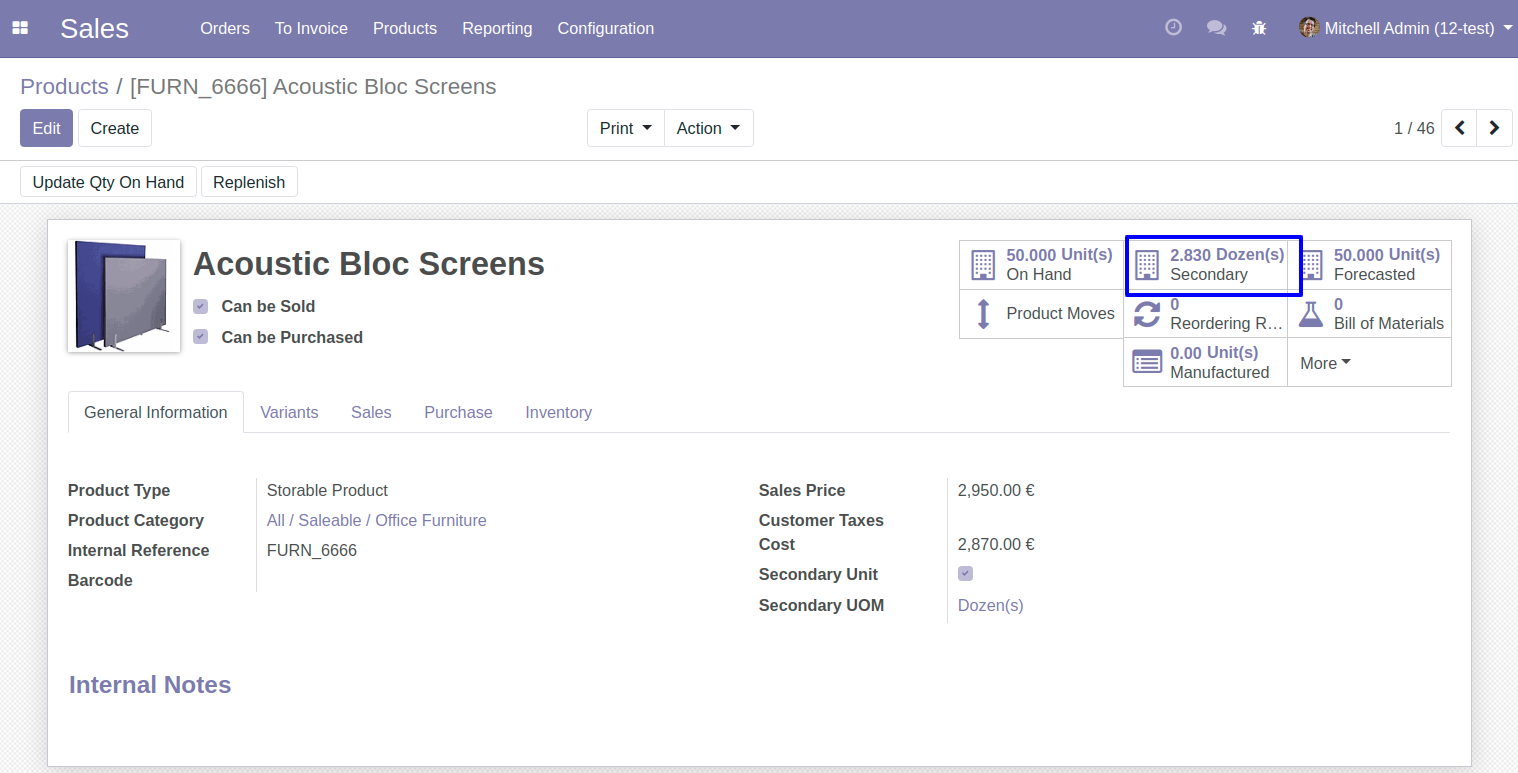 Sales Orders To Invoice Products Reporting Configuration Mitchell Admin (12-test)
Products / [FURN_6666] Acoustic Bloc Screens
Edit Create Print Action 1 / 46
Update Qty On Hand Replenish
Acoustic Bloc Screens
Can be Sold
Can be Purchased
50.000 Unit(s)
On Hand
2.830 Dozen(s)
Secondary
50.000 Unit(s)
Forecasted
Product Moves
0
Reordering R...
0
Bill of Materials
0.00 Unit(s)
Manufactured
More
General Information Variants Sales Purchase Inventory
Product Type Storable Product
Product Category All / Saleable / Office Furniture
Internal Reference FURN_6666
Barcode
Sales Price 2,950.00 €
Customer Taxes
Cost 2,870.00 €
Secondary Unit
Secondary UOM Dozen(s)
Internal Notes